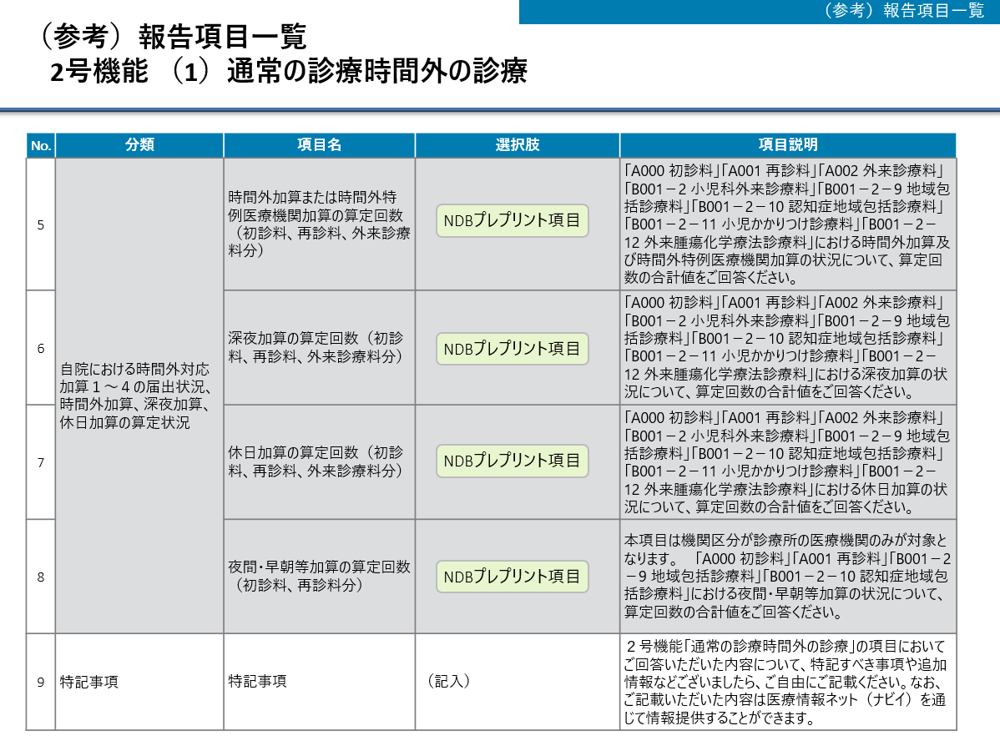 （参考）報告項目一覧
（参考）報告項目一覧
2号機能 （1）通常の診療時間外の診療
No.
分類
項目名
選択肢
項目説明
5
自院における時間外対応
加算１～４の届出状況、
時間外加算、深夜加算、
休日加算の算定状況
時間外加算または時間外特
例医療機関加算の算定回数
（初診料、再診料、外来診療
料分）
NDBプレプリント項目
「A000 初診料」「A001 再診料」「A002 外来診療料」
「B001－2 小児科外来診療料」「B001－2－9 地域包
括診療料」「B001－2－10 認知症地域包括診療料」
「B001－2－11 小児かかりつけ診療料」「B001－2－
12 外来腫瘍化学療法診療料」における時間外加算及
び時間外特例医療機関加算の状況について、算定回
数の合計値をご回答ください。
6
深夜加算の算定回数（初診
料、再診料、外来診療料分）
NDBプレプリント項目
「A000 初診料」「A001 再診料」「A002 外来診療料」
「B001－2 小児科外来診療料」「B001－2－9 地域包
括診療料」「B001－2－10 認知症地域包括診療料」
「B001－2－11 小児かかりつけ診療料」「B001－2－
12 外来腫瘍化学療法診療料」における深夜加算の状
況について、算定回数の合計値をご回答ください。
7
休日加算の算定回数（初診
料、再診料、外来診療料分）
NDBプレプリント項目
「A000 初診料」「A001 再診料」「A002 外来診療料」
「B001－2 小児科外来診療料」「B001－2－9 地域包
括診療料」「B001－2－10 認知症地域包括診療料」
「B001－2－11 小児かかりつけ診療料」「B001－2－
12 外来腫瘍化学療法診療料」における休日加算の状
況について、算定回数の合計値をご回答ください。
8
夜間・早朝等加算の算定回数
（初診料、再診料分）
NDBプレプリント項目
本項目は機関区分が診療所の医療機関のみが対象と
なります。 「A000 初診料」「A001 再診料」「B001－2
－9 地域包括診療料」「B001－2－10 認知症地域包
括診療料」における夜間・早朝等加算の状況について、
算定回数の合計値をご回答ください。
9
特記事項
特記事項
（記入）
２号機能「通常の診療時間外の診療」の項目において
ご回答いただいた内容について、特記すべき事項や追加
情報などございましたら、ご自由にご記載ください。なお、
ご記載いただいた内容は医療情報ネット（ナビイ）を通
じて情報提供することができます。